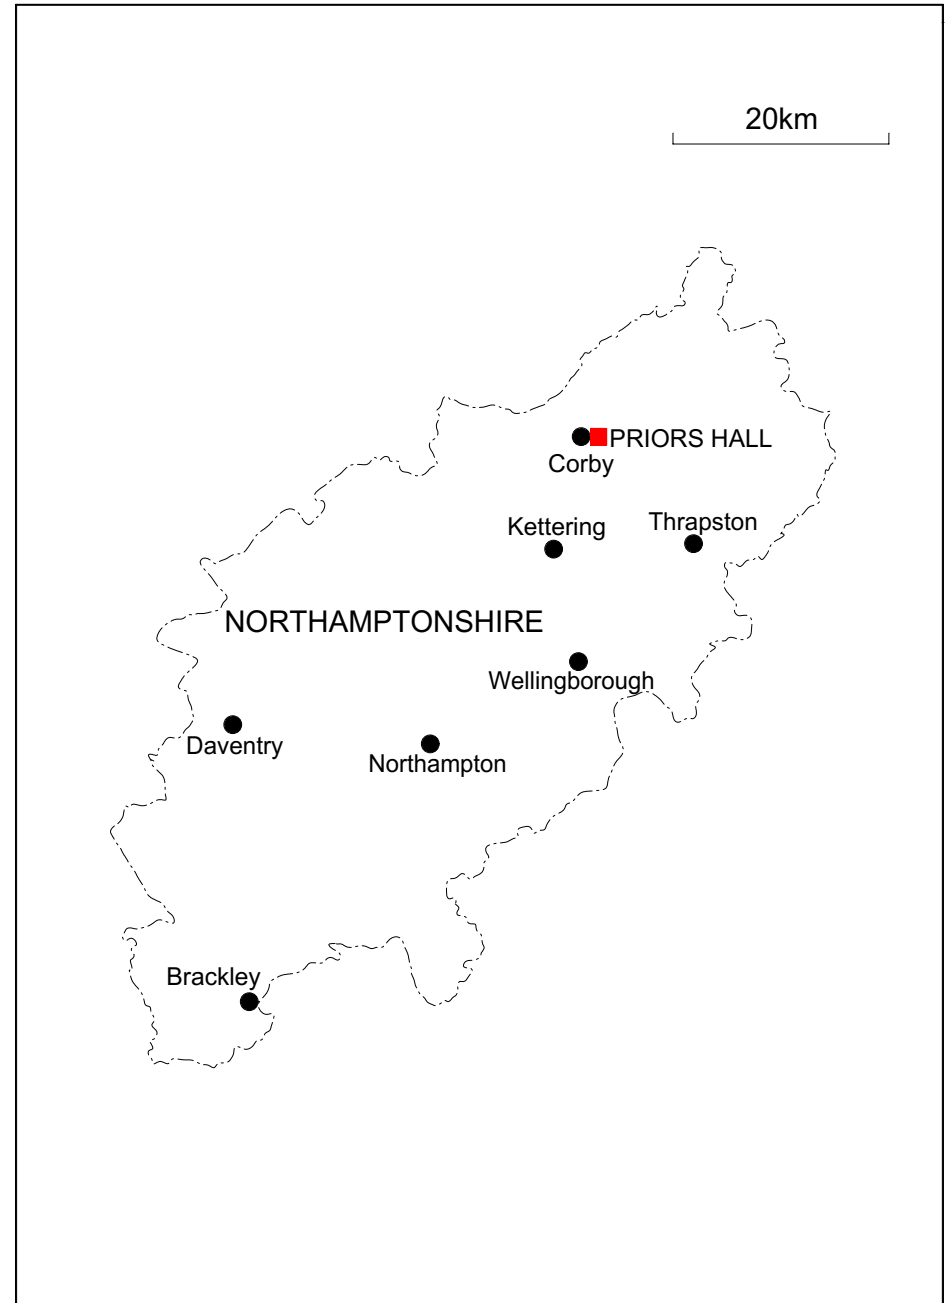 20km
PRIORS HALL
Corby
Kettering
Thrapston
NORTHAMPTONSHIRE
Wellingborough
Daventry
Northampton
Brackley